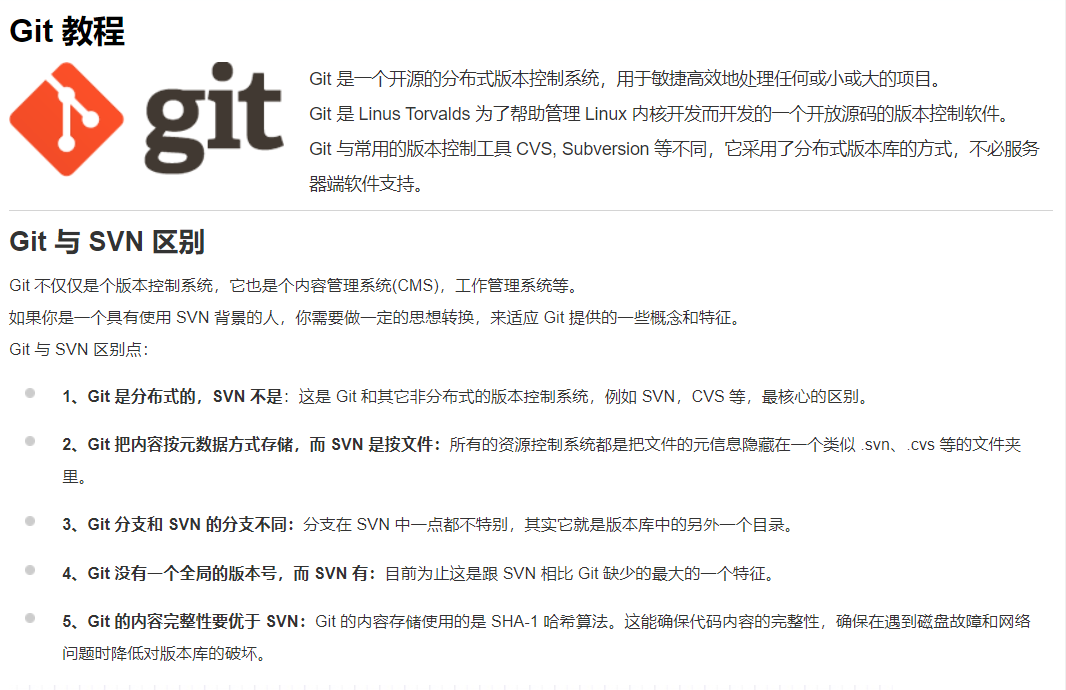 Git 教程
git
Git 是一个开源的分布式版本控制系统，用于敏捷高效地处理任何或小或大的项目。
Git 是 Linus Torvalds 为了帮助管理 Linux 内核开发而开发的一个开放源码的版本控制软件。
Git 与常用的版本控制工具 CVS, Subversion 等不同，它采用了分布式版本库的方式，不必服务
器端软件支持。
Git 与 SVN 区别
Git 不仅仅是个版本控制系统，它也是个内容管理系统(CMS)，工作管理系统等。
如果你是一个具有使用 SVN 背景的人，你需要做一定的思想转换，来适应 Git 提供的一些概念和特征。
Git 与 SVN 区别点：
1、Git 是分布式的，SVN 不是：这是 Git 和其它非分布式的版本控制系统，例如 SVN，CVS 等，最核心的区别。
2、Git 把内容按元数据方式存储，而 SVN 是按文件：所有的资源控制系统都是把文件的元信息隐藏在一个类似 .svn、.cvs 等的文件夹
里。
3、Git 分支和 SVN 的分支不同：分支在 SVN 中一点都不特别，其实它就是版本库中的另外一个目录。
4、Git 没有一个全局的版本号，而 SVN 有：目前为止这是跟 SVN 相比 Git 缺少的最大的一个特征。
5、Git 的内容完整性要优于 SVN：Git 的内容存储使用的是 SHA-1 哈希算法。这能确保代码内容的完整性，确保在遇到磁盘故障和网络
问题时降低对版本库的破坏。